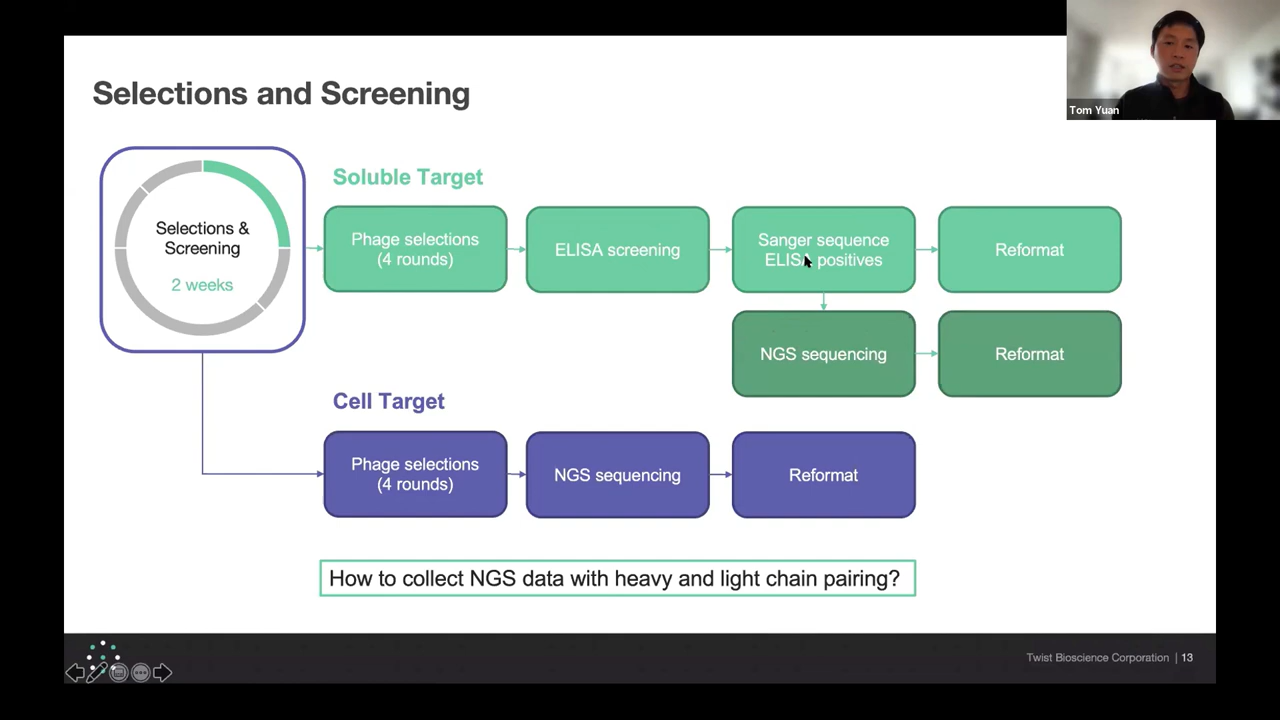 Tom Yuan
Selections and Screening
Selections &
Screening
2 weeks
Soluble Target
Phage selections
(4 rounds)
ELISA screening
Sanger sequence
ELISA positives
Reformat
NGS sequencing
Reformat
Cell Target
Phage selections
(4 rounds)
NGS sequencing
Reformat
How to collect NGS data with heavy and light chain pairing?
Twist Bioscience Corporation | 13